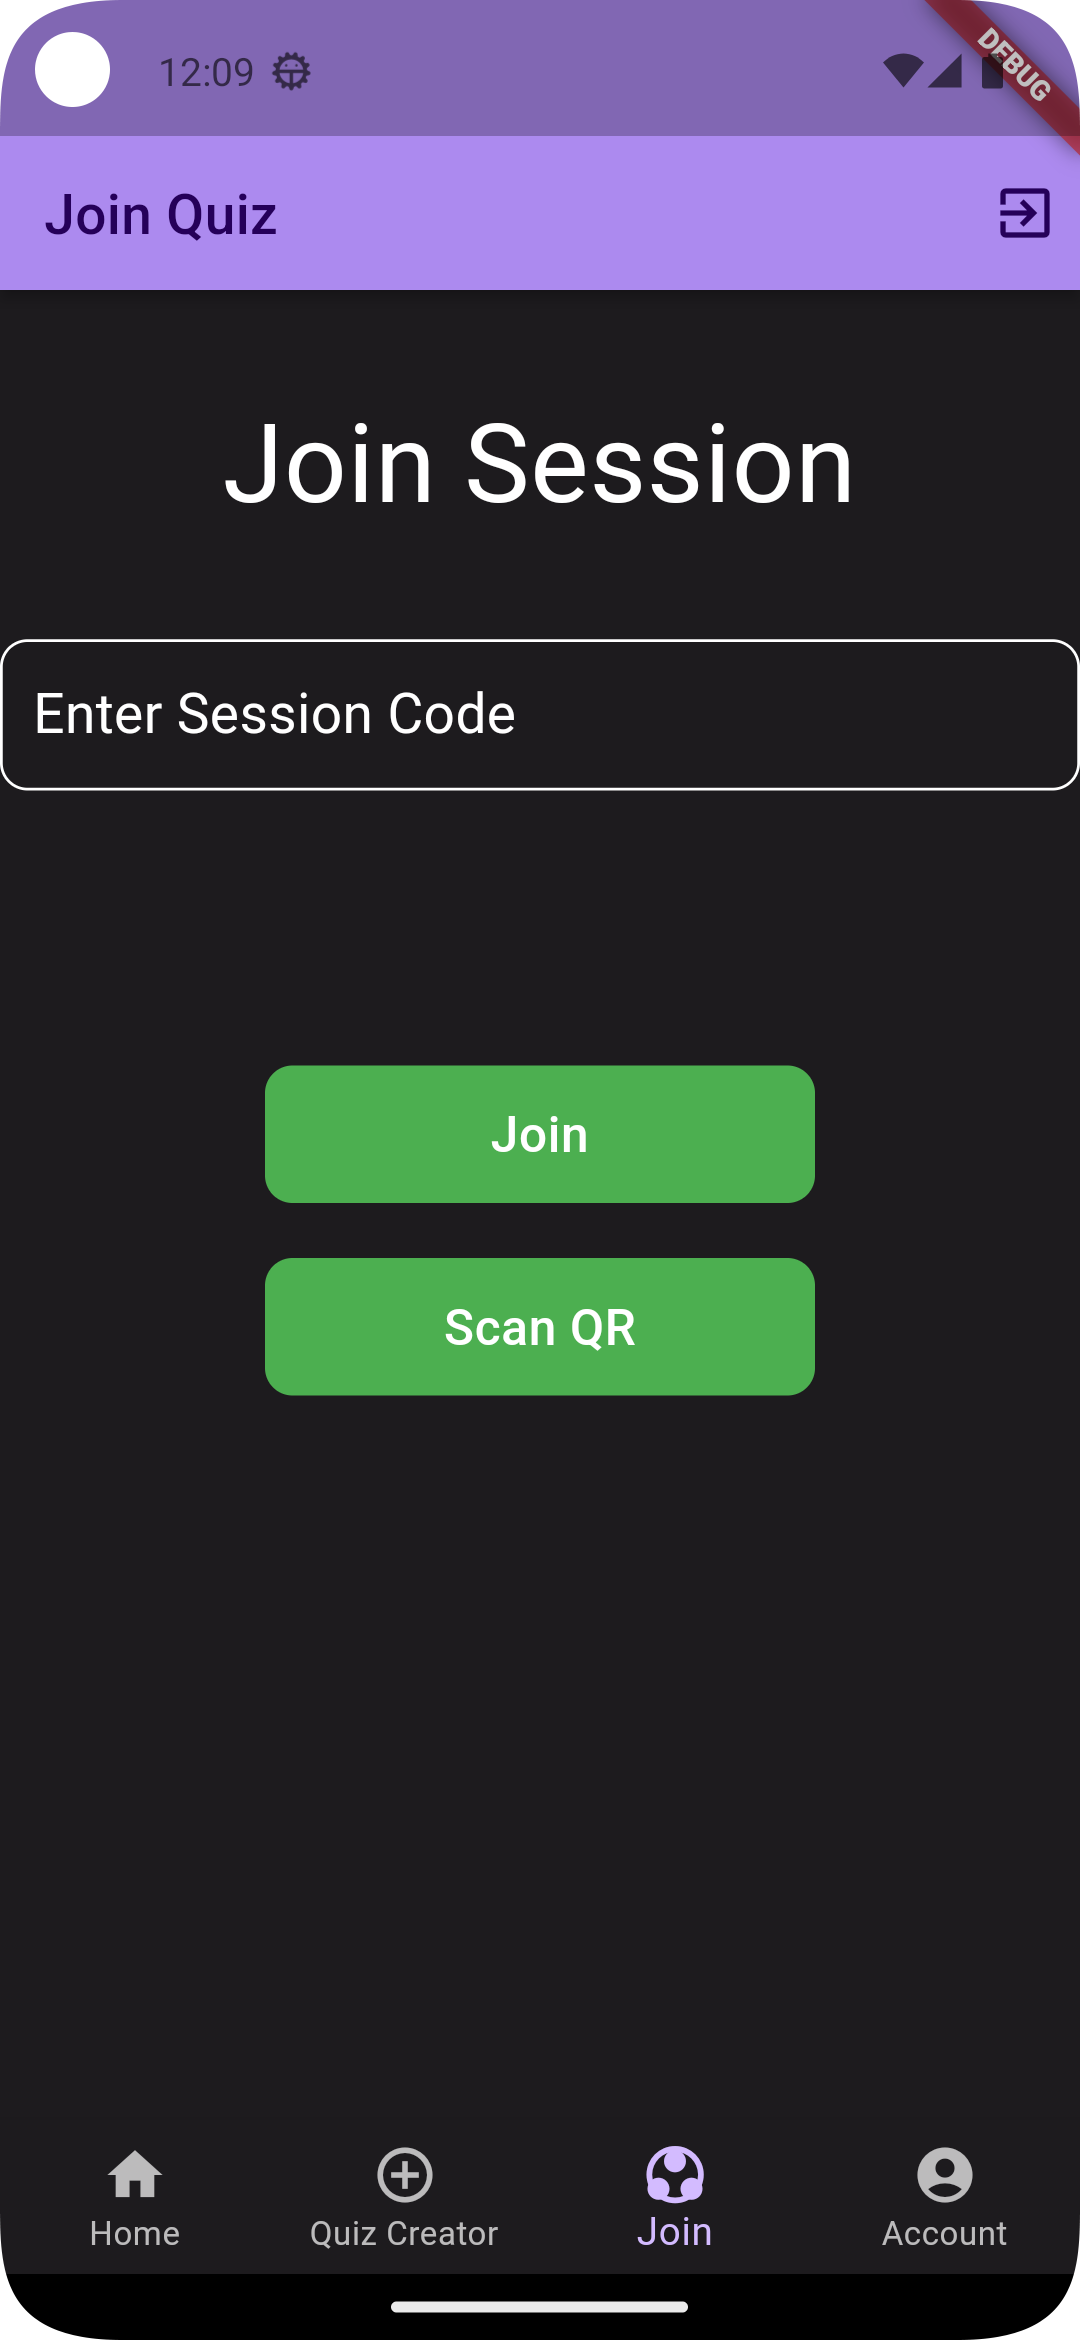 12:09
DEBUG
Join Quiz
Join Session
Enter Session Code
Join
Scan QR
Home
Quiz Creator
Join
Account